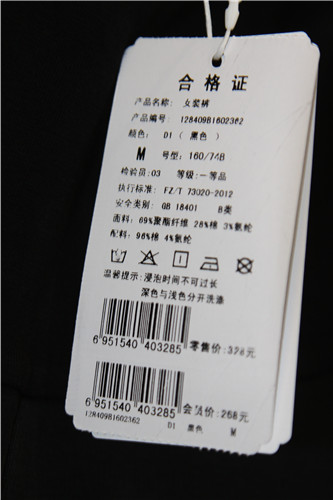 合格证
产品名称: 女装裤
产品编号: 128409B1602362
颜色: D1 ( 黑色 )
M 号型: 160/74B
检验员:03 等级:一等品
执行标准: FZ/T 73020-2012
安全类别: GB 18401 B类
面料: 69%聚酯纤维 28%棉 3%氨纶
配料: 96%棉 4%氨纶
温馨提示: 浸泡时间不可过长
深色与浅色分开洗涤
6 951540 403285 零售价: 328元
6 951540 403285 会员价: 268元
128409B1602362 D1 黑色 M